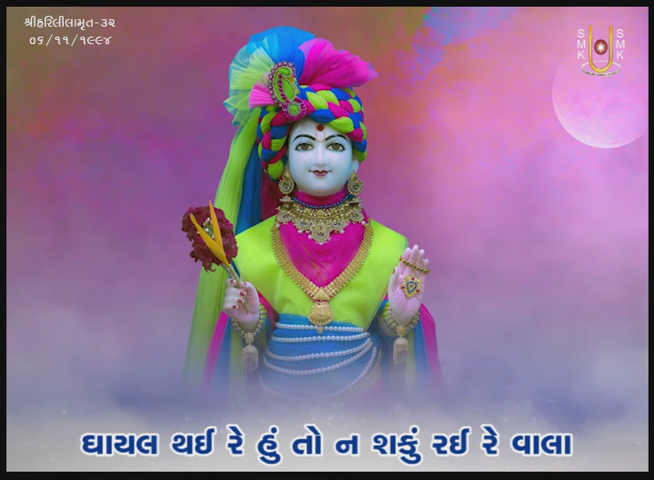 શ્રીહરિલીલામૃત-૩૨
૦૬/૧૧/૧૯૯૪
SMK
SMK
ઘાયલ થઈ રે હું તો ન શકું રઈ રે વાલા